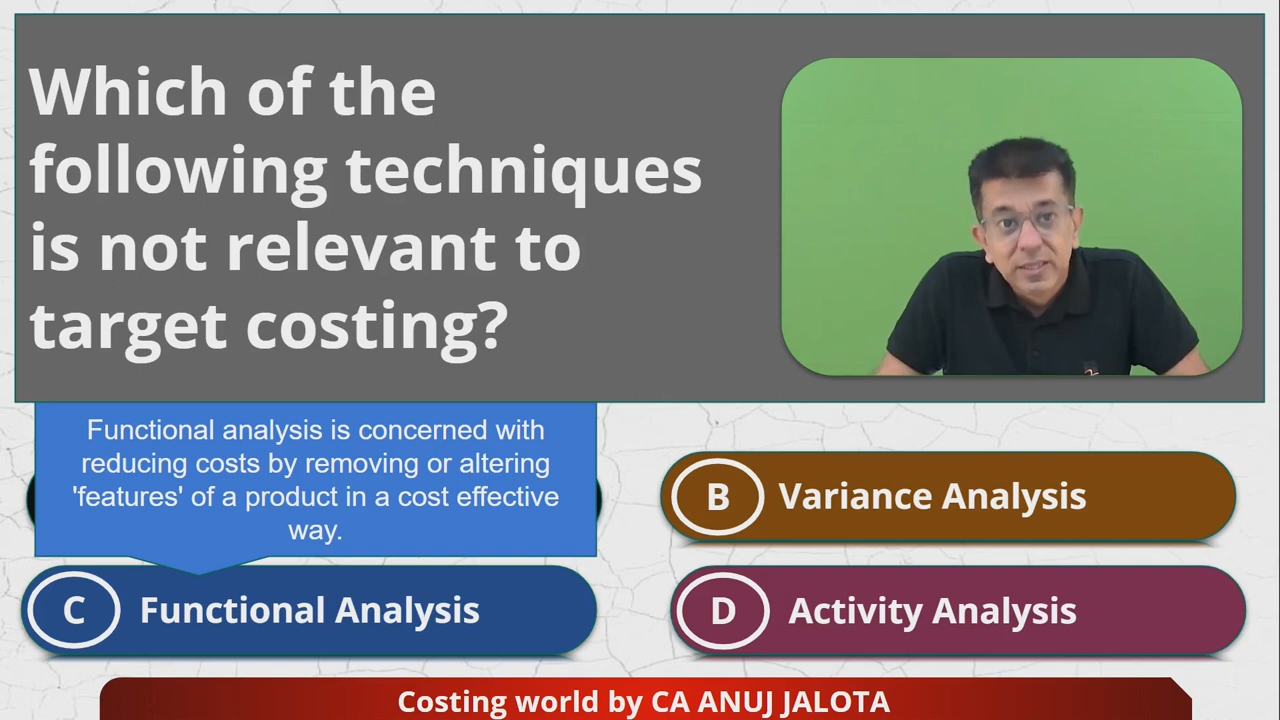 Which of the
following techniques
is not relevant to
target costing?
Functional analysis is concerned with
reducing costs by removing or altering
'features' of a product in a cost effective
way.
B Variance Analysis
C Functional Analysis
D Activity Analysis
Costing world by CA ANUJ JALOTA